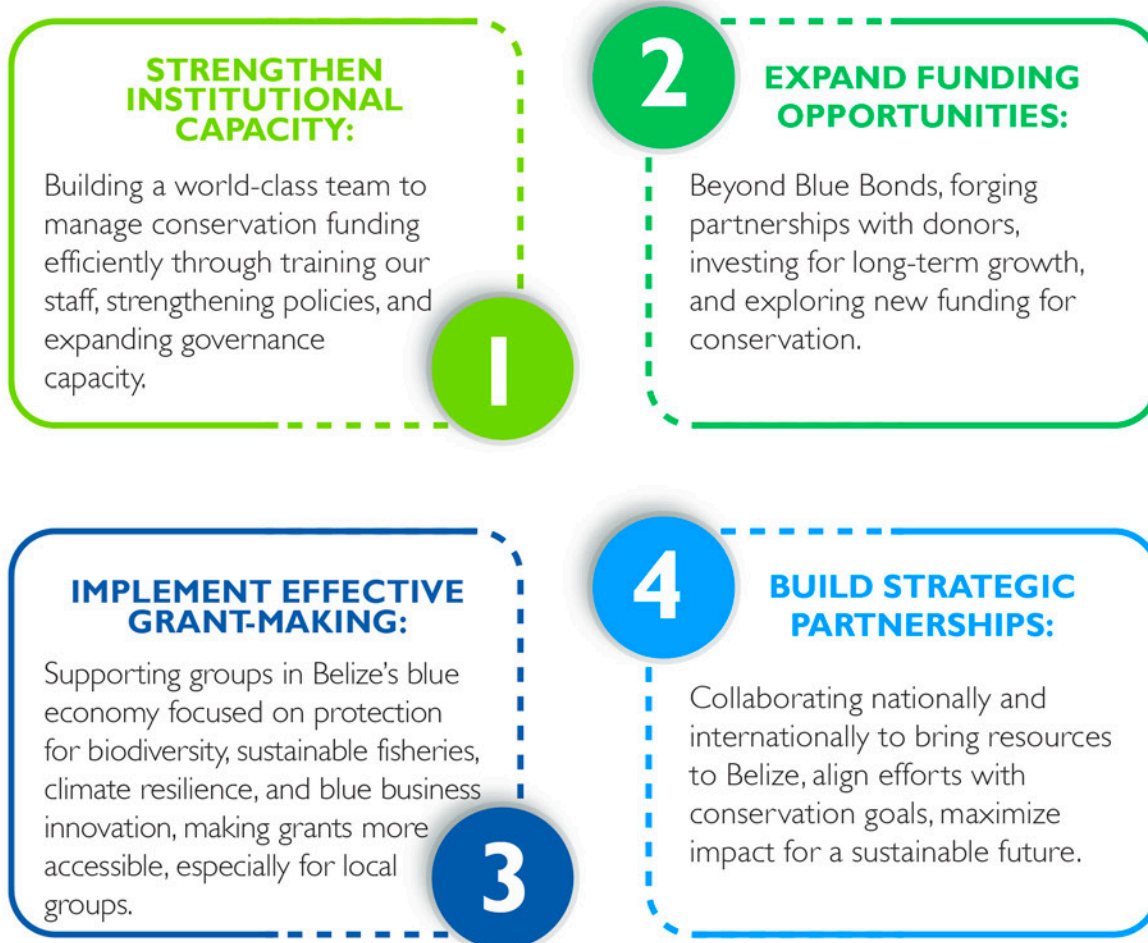 STRENGTHEN
INSTITUTIONAL
CAPACITY:
Building a world-class team to
manage conservation funding
efficiently through training our
staff, strengthening policies, and
expanding governance
capacity.
1
2
EXPAND FUNDING
OPPORTUNITIES:
Beyond Blue Bonds, forging
partnerships with donors,
investing for long-term growth,
and exploring new funding for
conservation.
IMPLEMENT EFFECTIVE
GRANT-MAKING:
Supporting groups in Belize’s blue
economy focused on protection
for biodiversity, sustainable fisheries,
climate resilience, and blue business
innovation, making grants more
accessible, especially for local
groups.
3
4
BUILD STRATEGIC
PARTNERSHIPS:
Collaborating nationally and
internationally to bring resources
to Belize, align efforts with
conservation goals, maximize
impact for a sustainable future.